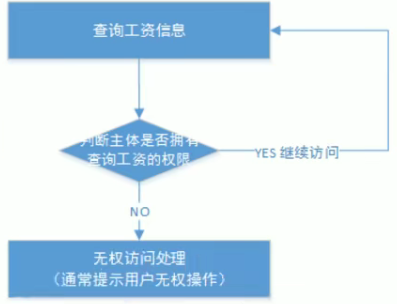 查询工资信息
判断主体是否拥有
查询工资的权限
YES 继续访问
NO
无权访问处理
（通常提示用户无权操作）